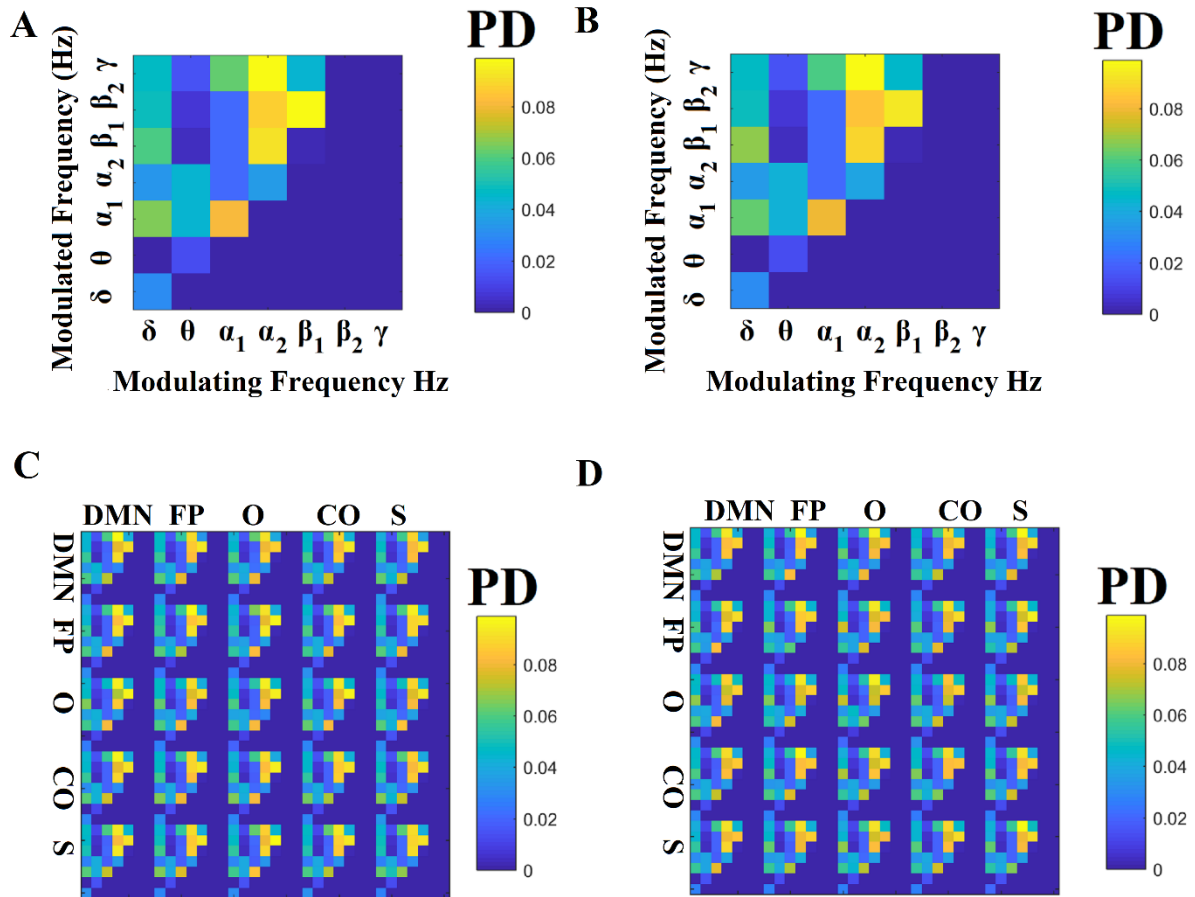 A
PD
Modulated Frequency (Hz)
γ
β2
β1
α2
α1
θ
δ
δ θ α1 α2 β1 β2 γ
Modulating Frequency Hz
0.08
0.06
0.04
0.02
0
B
PD
Modulated Frequency (Hz)
γ
β2
β1
α2
α1
θ
δ
δ θ α1 α2 β1 β2 γ
Modulating Frequency Hz
0.08
0.06
0.04
0.02
0
C
DMN FP O CO S
DMN
FP
O
CO
S
PD
0.08
0.06
0.04
0.02
0
D
DMN FP O CO S
DMN
FP
O
CO
S
PD
0.08
0.06
0.04
0.02
0